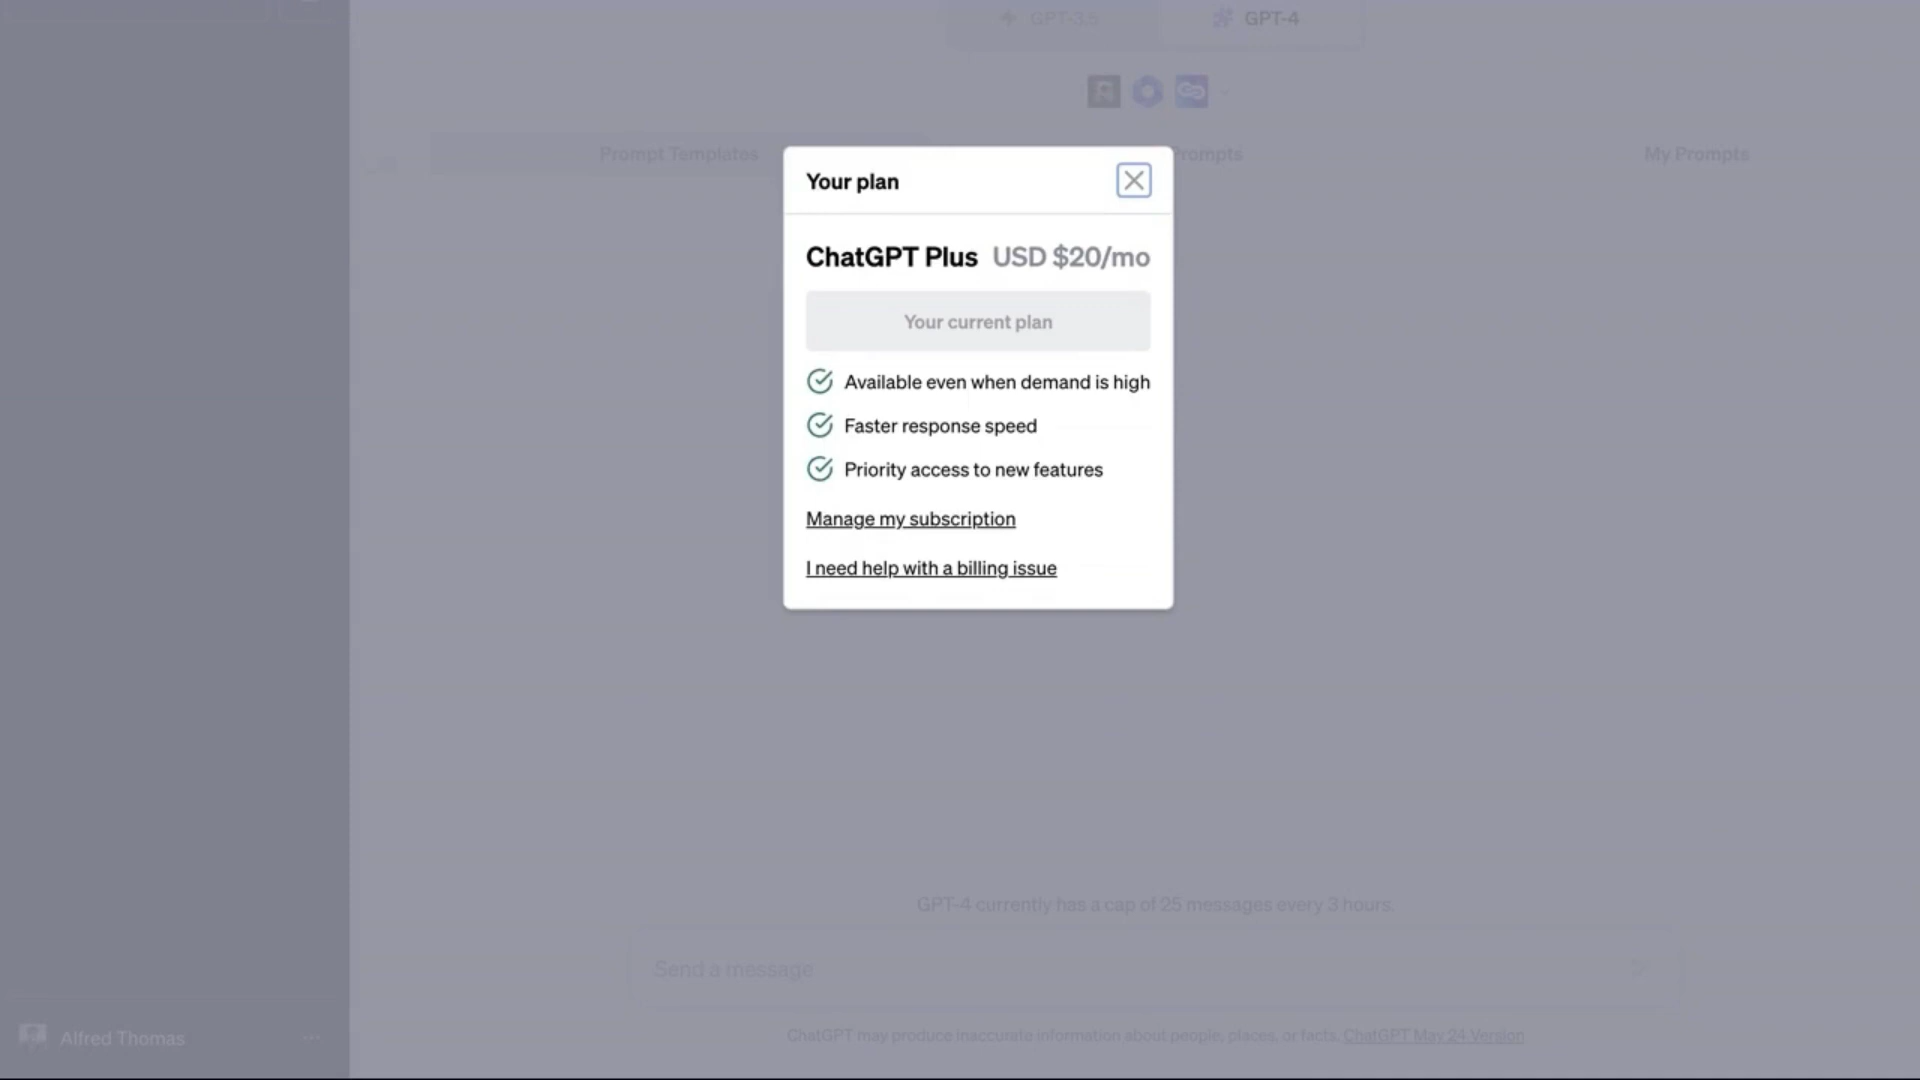 GPT-3.5
GPT-4
Prompt Templates
Prompts
My Prompts
Your plan
ChatGPT Plus USD $20/mo
Your current plan
Available even when demand is high
Faster response speed
Priority access to new features
Manage my subscription
I need help with a billing issue
GPT-4 currently has a cap of 25 messages every 3 hours.
Send a message
Alfred Thomas
ChatGPT may produce inaccurate information about people, places, or facts. ChatGPT May 24 Version